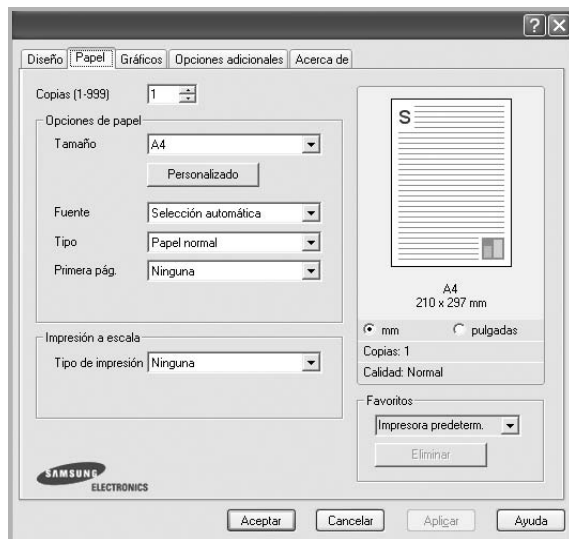 Diseño Papel Gráficos Opciones adicionales Acerca de
Copias (1-999) 1
Opciones de papel
Tamaño A4
Personalizado
Fuente Selección automática
Tipo Papel normal
Primera pág. Ninguna
Impresión a escala
Tipo de impresión Ninguna
SAMSUNG
ELECTRONICS
S
A4
210 x 297 mm
mm pulgadas
Copias: 1
Calidad: Normal
Favoritos
Impresora predeterm.
Eliminar
Aceptar Cancelar Aplicar Ayuda